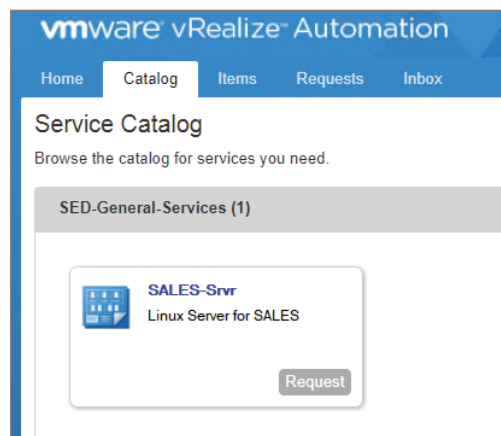 vmware® vRealize™ Automation
Home Catalog Items Requests Inbox
Service Catalog
Browse the catalog for services you need.
SED-General-Services (1)
SALES-Srvr
Linux Server for SALES
Request